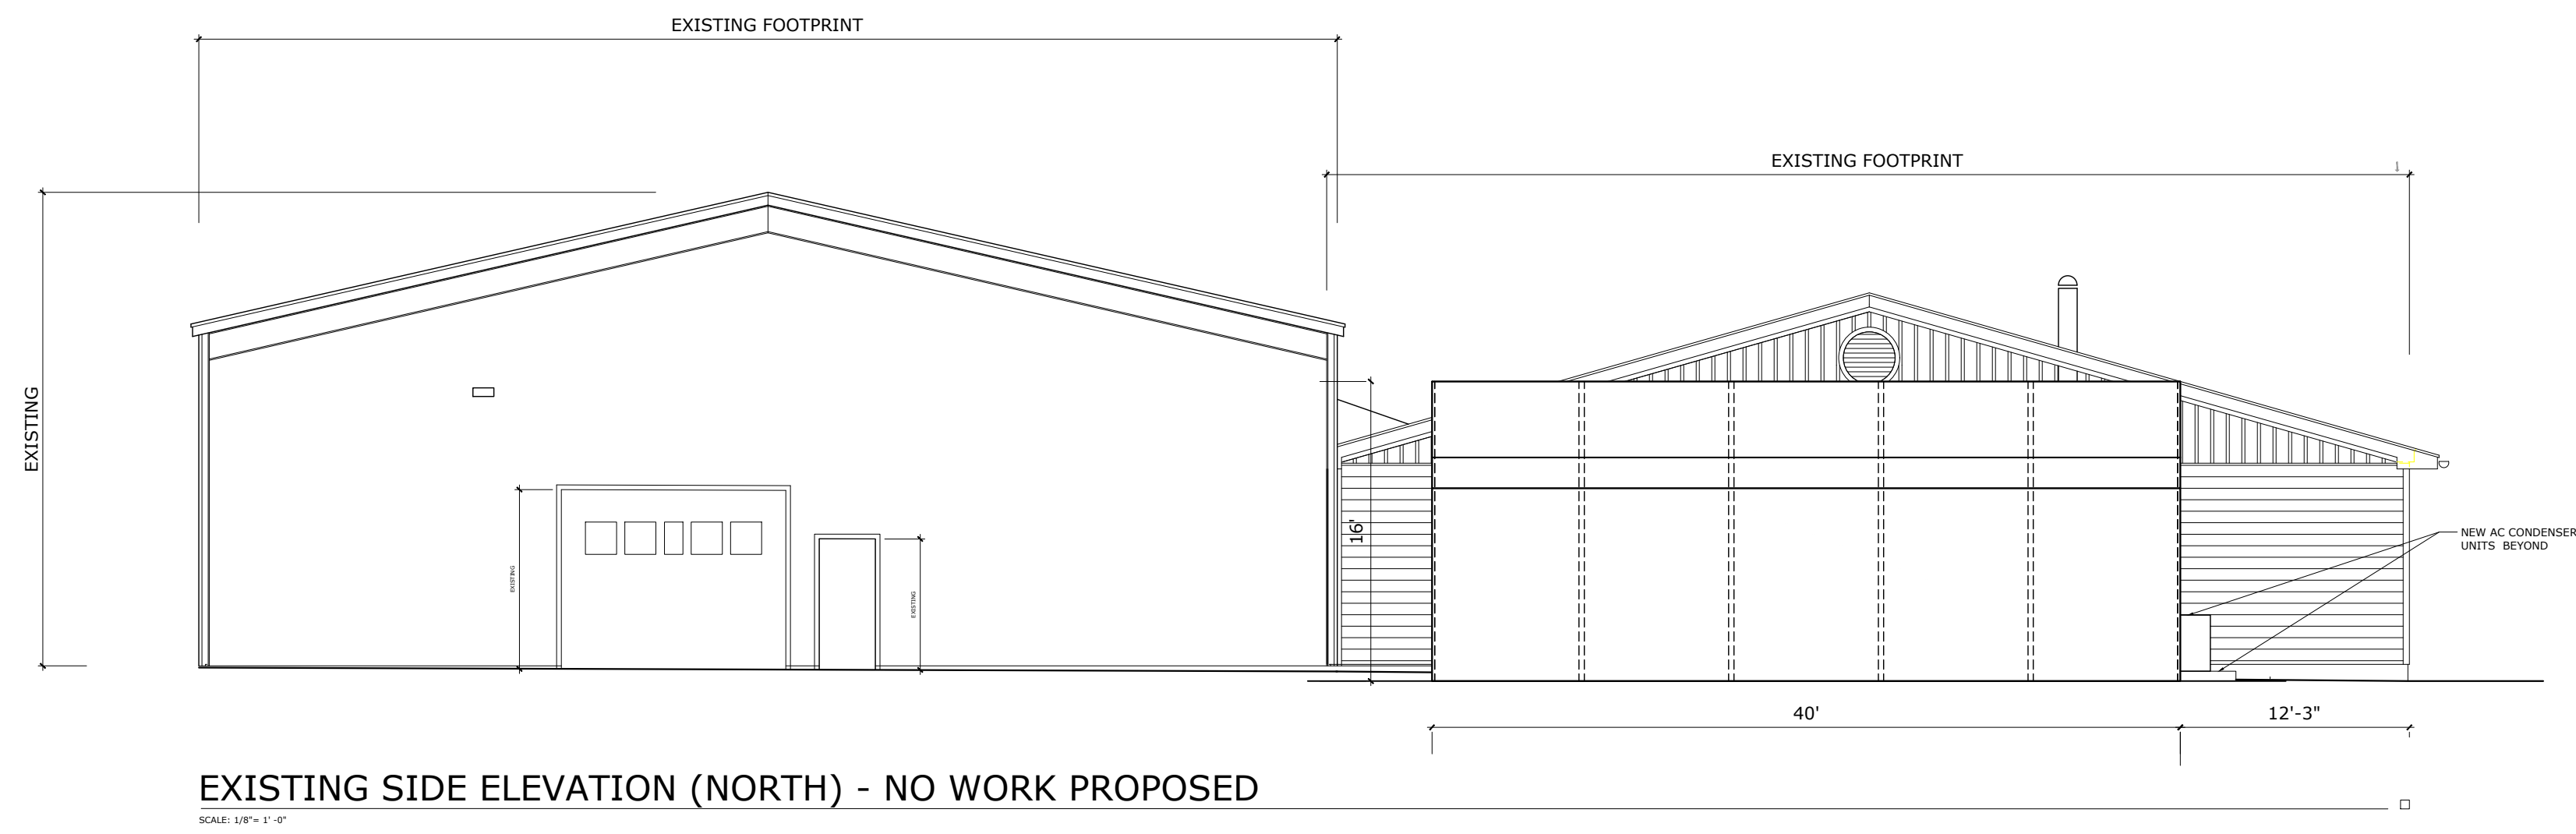 EXISTING FOOTPRINT
EXISTING FOOTPRINT
EXISTING
EXISTING
EXISTING
16'
NEW AC CONDENSER
UNITS BEYOND
40'
12'-3"
EXISTING SIDE ELEVATION (NORTH) - NO WORK PROPOSED
SCALE: 1/8"= 1' -0"